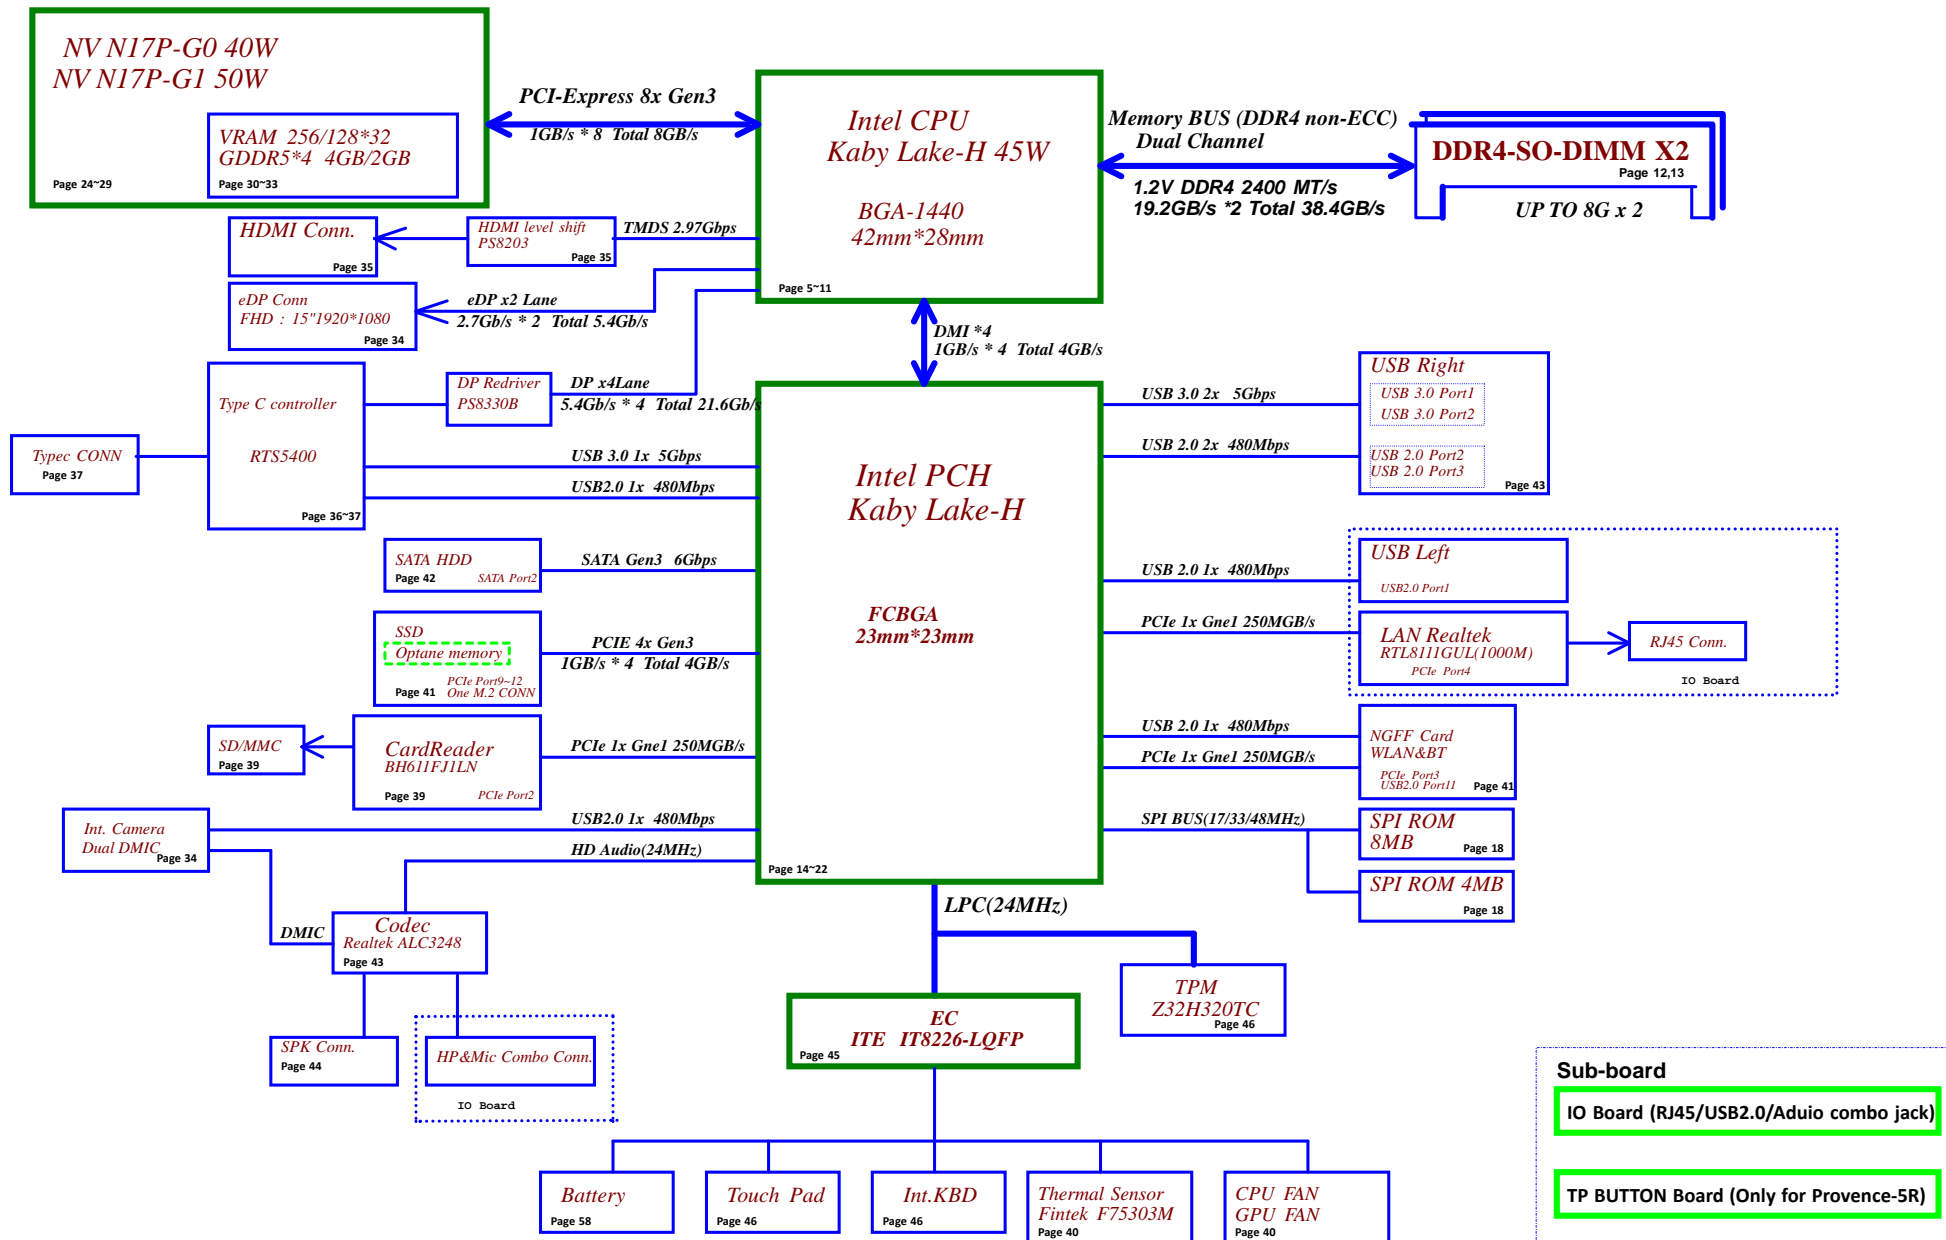 NV N17P-G0 40W
NV N17P-G1 50W
VRAM 256/128*32
GDDR5*4 4GB/2GB
Page 24~29
Page 30~33
PCI-Express 8x Gen3
1GB/s * 8 Total 8GB/s
Intel CPU
Kaby Lake-H 45W
BGA-1440
42mm*28mm
Page 5~11
Memory BUS (DDR4 non-ECC)
Dual Channel
1.2V DDR4 2400 MT/s
19.2GB/s *2 Total 38.4GB/s
DDR4-SO-DIMM X2
Page 12,13
UP TO 8G x 2
HDMI Conn.
Page 35
HDMI level shift
PS8203
Page 35
TMDS 2.97Gbps
eDP Conn
FHD : 15"1920*1080
Page 34
eDP x2 Lane
2.7Gb/s * 2 Total 5.4Gb/s
DMI *4
1GB/s * 4 Total 4GB/s
Type C controller
RTS5400
Page 36~37
DP Redriver
PS8330B
DP x4Lane
5.4Gb/s * 4 Total 21.6Gb/s
Typec CONN
Page 37
USB 3.0 1x 5Gbps
USB2.0 1x 480Mbps
Intel PCH
Kaby Lake-H
FCBGA
23mm*23mm
Page 14~22
USB 3.0 2x 5Gbps
USB 2.0 2x 480Mbps
USB Right
USB 3.0 Port1
USB 3.0 Port2
USB 2.0 Port2
USB 2.0 Port3
Page 43
SATA HDD
Page 42
SATA Port2
SATA Gen3 6Gbps
USB 2.0 1x 480Mbps
USB Left
USB2.0 Port1
SSD
Optane memory
PCIe Port9~12
Page 41
One M.2 CONN
PCIE 4x Gen3
1GB/s * 4 Total 4GB/s
PCIe 1x Gne1 250MGB/s
LAN Realtek
RTL8111GUL(1000M)
PCIe Port4
RJ45 Conn.
IO Board
SD/MMC
Page 39
CardReader
BH611FJ1LN
Page 39
PCIe Port2
PCIe 1x Gne1 250MGB/s
USB 2.0 1x 480Mbps
PCIe 1x Gne1 250MGB/s
NGFF Card
WLAN&BT
PCIe Port3
USB2.0 Port11
Page 41
Int. Camera
Dual DMIC
Page 34
USB2.0 1x 480Mbps
HD Audio(24MHz)
SPI BUS(17/33/48MHz)
SPI ROM
8MB
Page 18
SPI ROM 4MB
Page 18
DMIC
Codec
Realtek ALC3248
Page 43
LPC(24MHz)
TPM
Z32H320TC
Page 46
EC
ITE IT8226-LQFP
Page 45
SPK Conn.
Page 44
HP&Mic Combo Conn.
IO Board
Battery
Page 58
Touch Pad
Page 46
Int.KBD
Page 46
Thermal Sensor
Fintek F75303M
Page 40
CPU FAN
GPU FAN
Page 40
Sub-board
IO Board (RJ45/USB2.0/Aduio combo jack)
TP BUTTON Board (Only for Provence-5R)